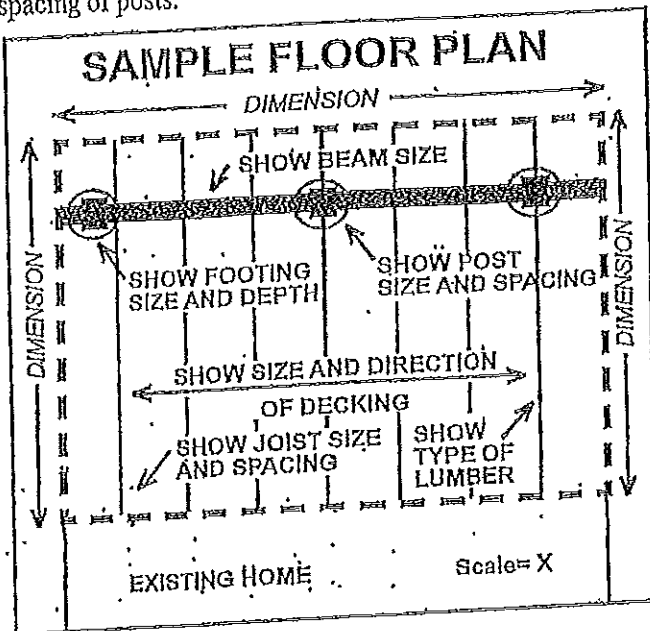 spacing of posts.
SAMPLE FLOOR PLAN
DIMENSION
SHOW BEAM SIZE
DIMENSION
SHOW FOOTING
SIZE AND DEPTH
SHOW POST
SIZE AND SPACING
DIMENSION
SHOW SIZE AND DIRECTION
OF DECKING
SHOW JOIST SIZE
AND SPACING
SHOW
TYPE OF
LUMBER
EXISTING HOME
Scale= X